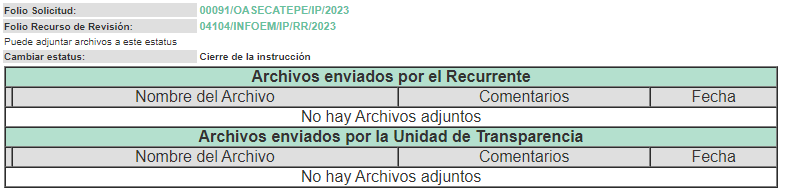 Folio Solicitud: 00091/OASECATEPE/IP/2023
Folio Recurso de Revisión: 04104/INFOEM/IP/RR/2023
Puede adjuntar archivos a este estatus
Cambiar estatus: Cierre de la instrucción
Archivos enviados por el Recurrente
Nombre del Archivo Comentarios Fecha
No hay Archivos adjuntos
Archivos enviados por la Unidad de Transparencia
Nombre del Archivo Comentarios Fecha
No hay Archivos adjuntos